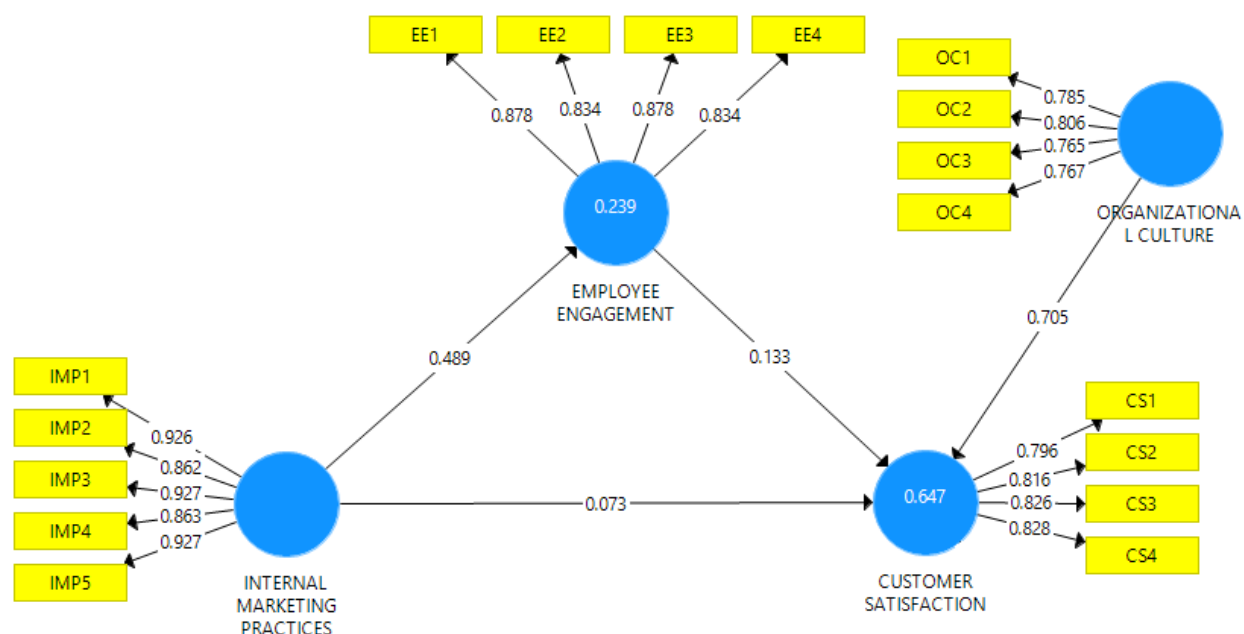 EE1
EE2
EE3
EE4
0.878
0.834
0.878
0.834
0.239
EMPLOYEE
ENGAGEMENT
OC1
OC2
OC3
OC4
0.785
0.806
0.765
0.767
ORGANIZATIONA
L CULTURE
0.489
0.133
0.705
IMP1
IMP2
IMP3
IMP4
IMP5
0.926
0.862
0.927
0.863
0.927
INTERNAL
MARKETING
PRACTICES
0.073
0.647
CUSTOMER
SATISFACTION
0.796
0.816
0.826
0.828
CS1
CS2
CS3
CS4